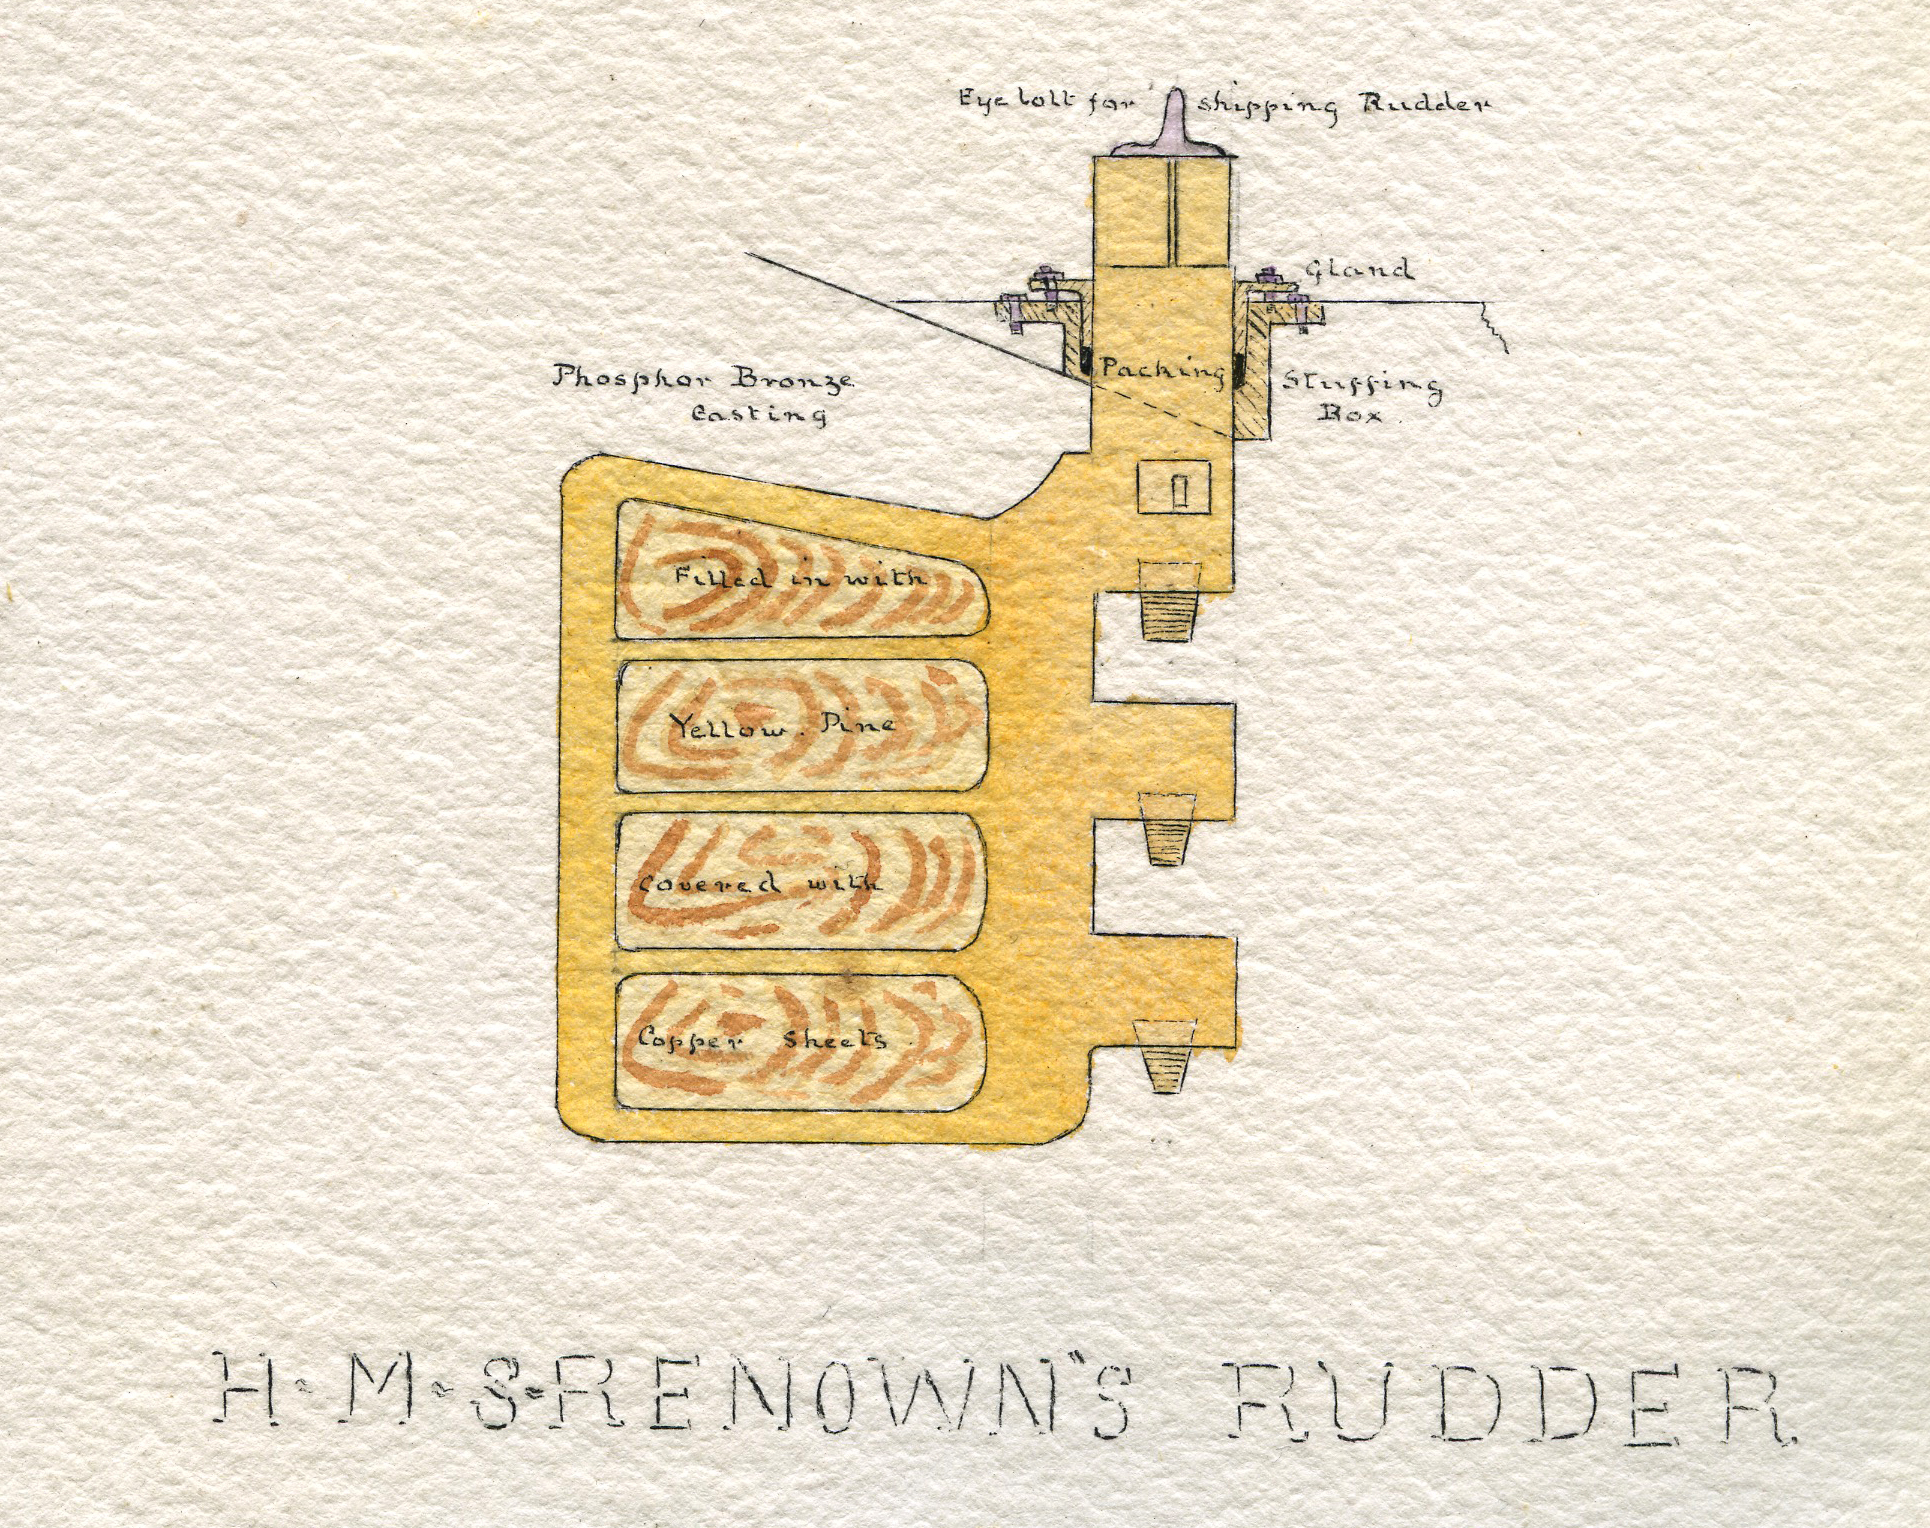 Eye bolt for shipping Rudder
Gland
Phosphor Bronze
Casting
Packing
Stuffing
Box
Filled in with
Yellow. Pine
Covered with
Copper Sheets.
H·M·S·RENOWN"S RUDDER